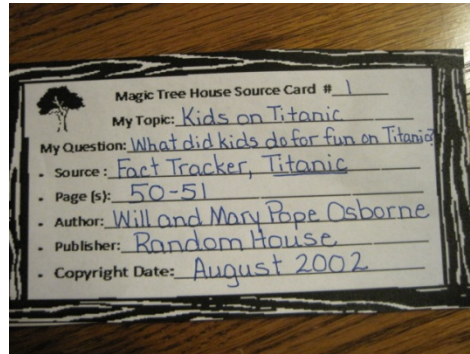 Magic Tree House Source Card # 1
My Topic: Kids on Titanic
My Question: What did kids do for fun on Titanic?
• Source: Fact Tracker, Titanic
• Page (s): 50-51
• Author: Will and Mary Pope Osborne
• Publisher: Random House
• Copyright Date: August 2002